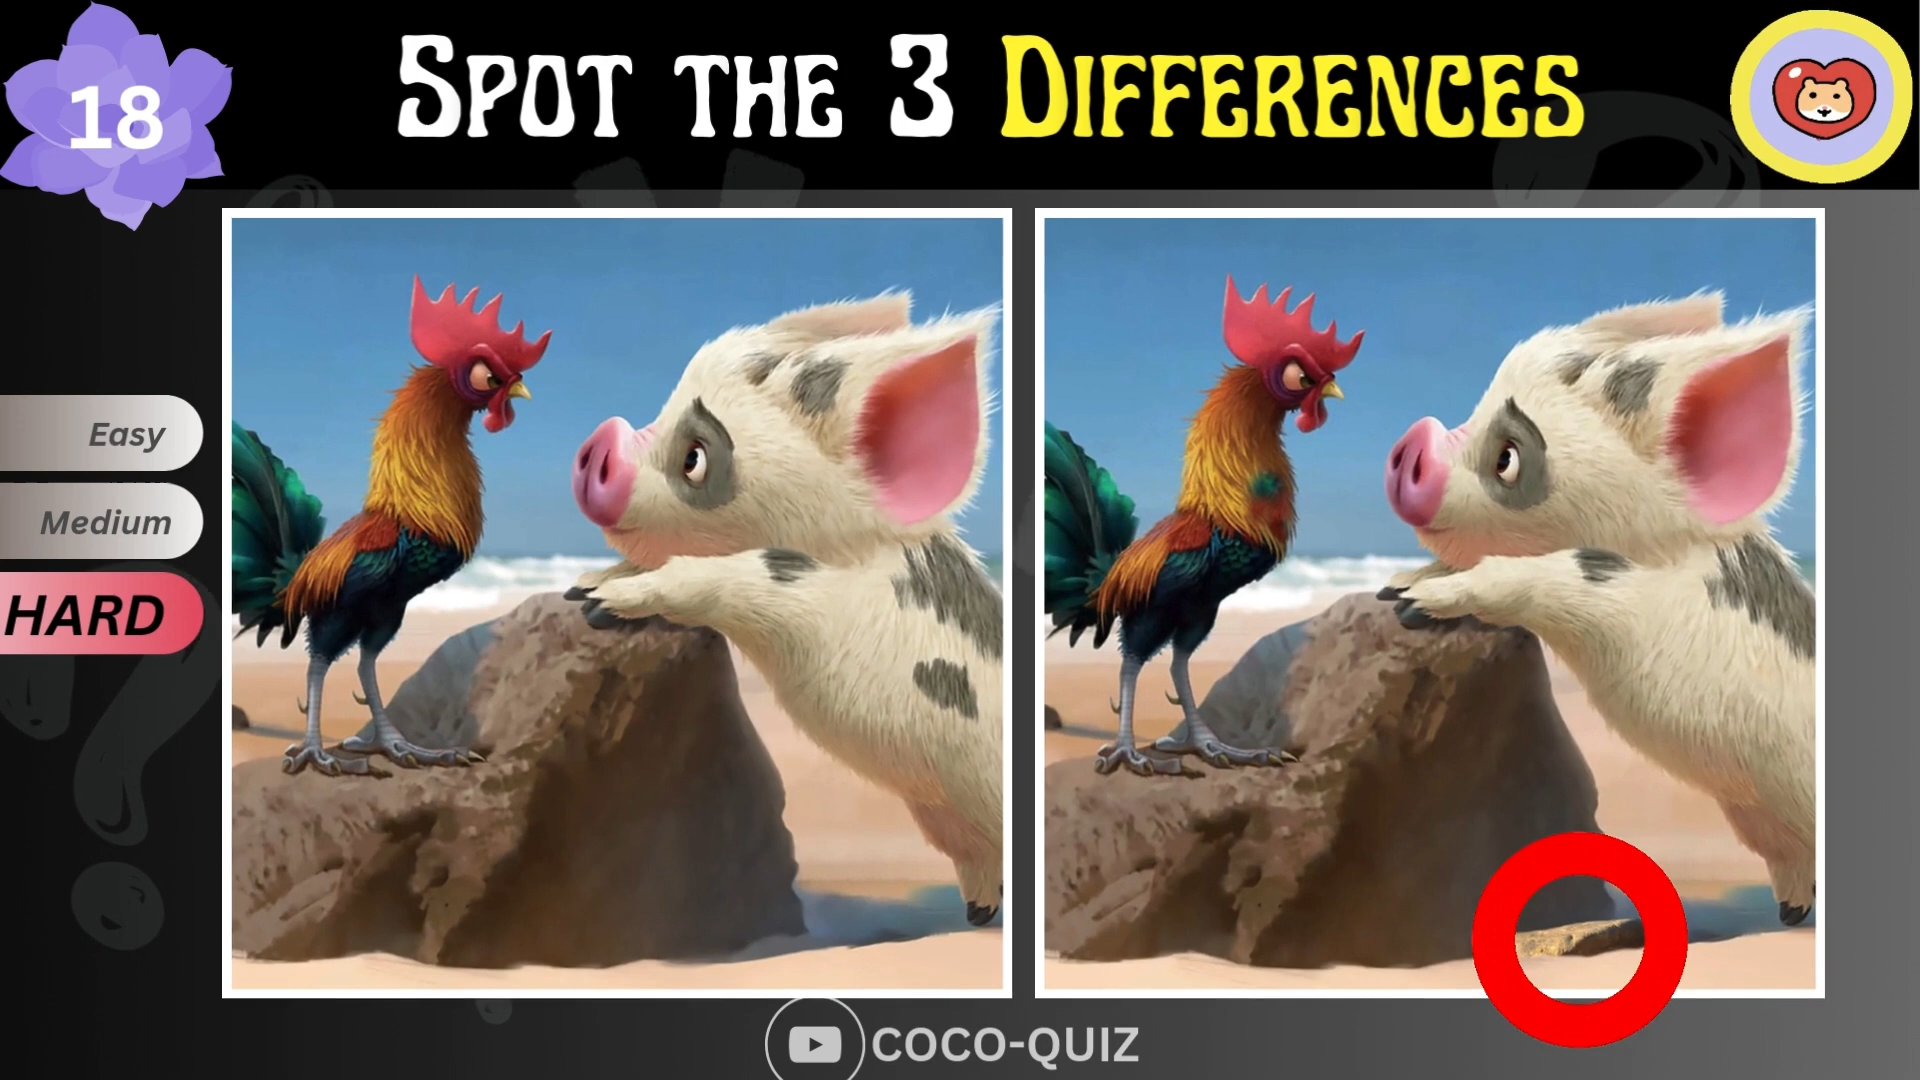 18
SPOT THE 3 DIFFERENCES
Easy
Medium
HARD
COCO-QUIZ